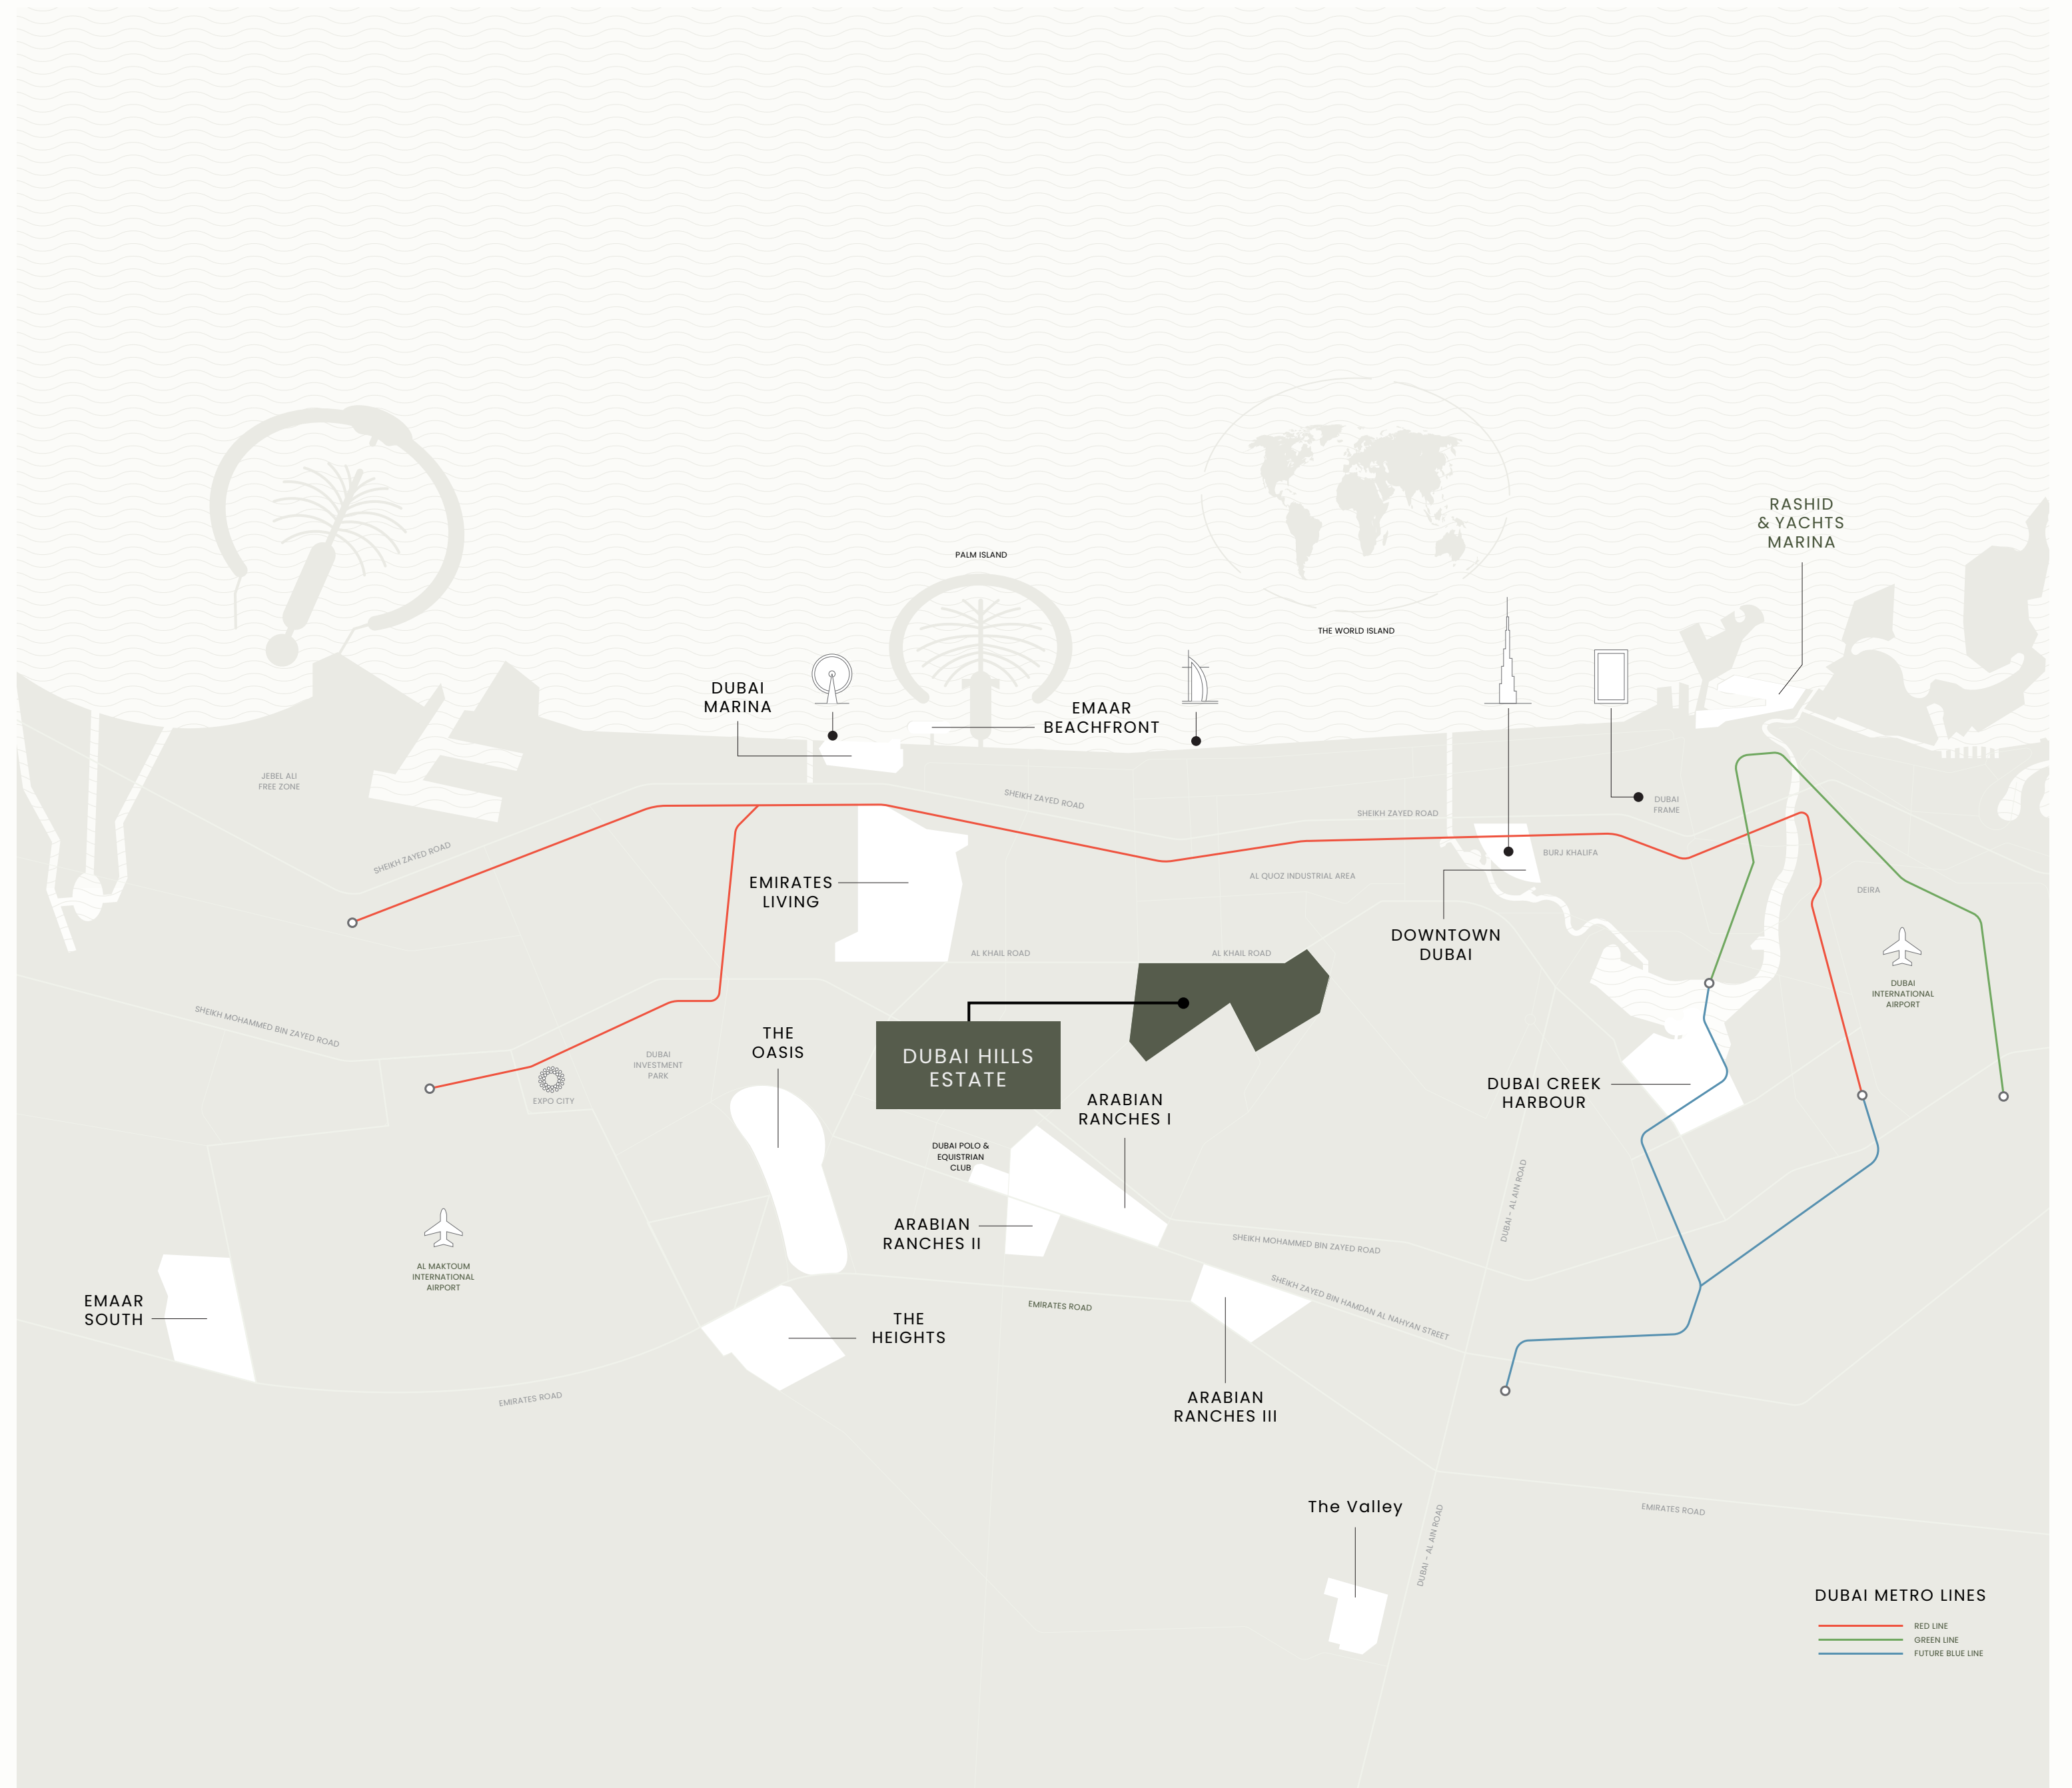 RASHID
& YACHTS
MARINA
PALM ISLAND
THE WORLD ISLAND
DUBAI
MARINA
EMAAR
BEACHFRONT
JEBEL ALI
FREE ZONE
SHEIKH ZAYED ROAD
SHEIKH ZAYED ROAD
SHEIKH ZAYED ROAD
DUBAI
FRAME
BURJ KHALIFA
EMIRATES
LIVING
AL QUOZ INDUSTRIAL AREA
DEIRA
DOWNTOWN
DUBAI
AL KHAIL ROAD
AL KHAIL ROAD
DUBAI
INTERNATIONAL
AIRPORT
SHEIKH MOHAMMED BIN ZAYED ROAD
THE
OASIS
DUBAI
INVESTMENT
PARK
DUBAI HILLS
ESTATE
EXPO CITY
DUBAI CREEK
HARBOUR
ARABIAN
RANCHES I
DUBAI POLO &
EQUISTRIAN
CLUB
DUBAI - AL AIN ROAD
ARABIAN
RANCHES II
SHEIKH MOHAMMED BIN ZAYED ROAD
AL MAKTOUM
INTERNATIONAL
AIRPORT
SHEIKH ZAYED BIN HAMDAN AL NAHYAN STREET
EMAAR
SOUTH
EMIRATES ROAD
THE
HEIGHTS
EMIRATES ROAD
ARABIAN
RANCHES III
The Valley
EMIRATES ROAD
DUBAI - AL AIN ROAD
DUBAI METRO LINES
RED LINE
GREEN LINE
FUTURE BLUE LINE